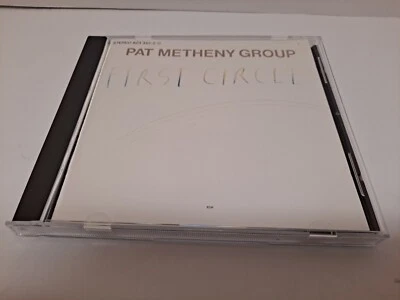 PAT METHENY GROUP
FIRST CIRCLE